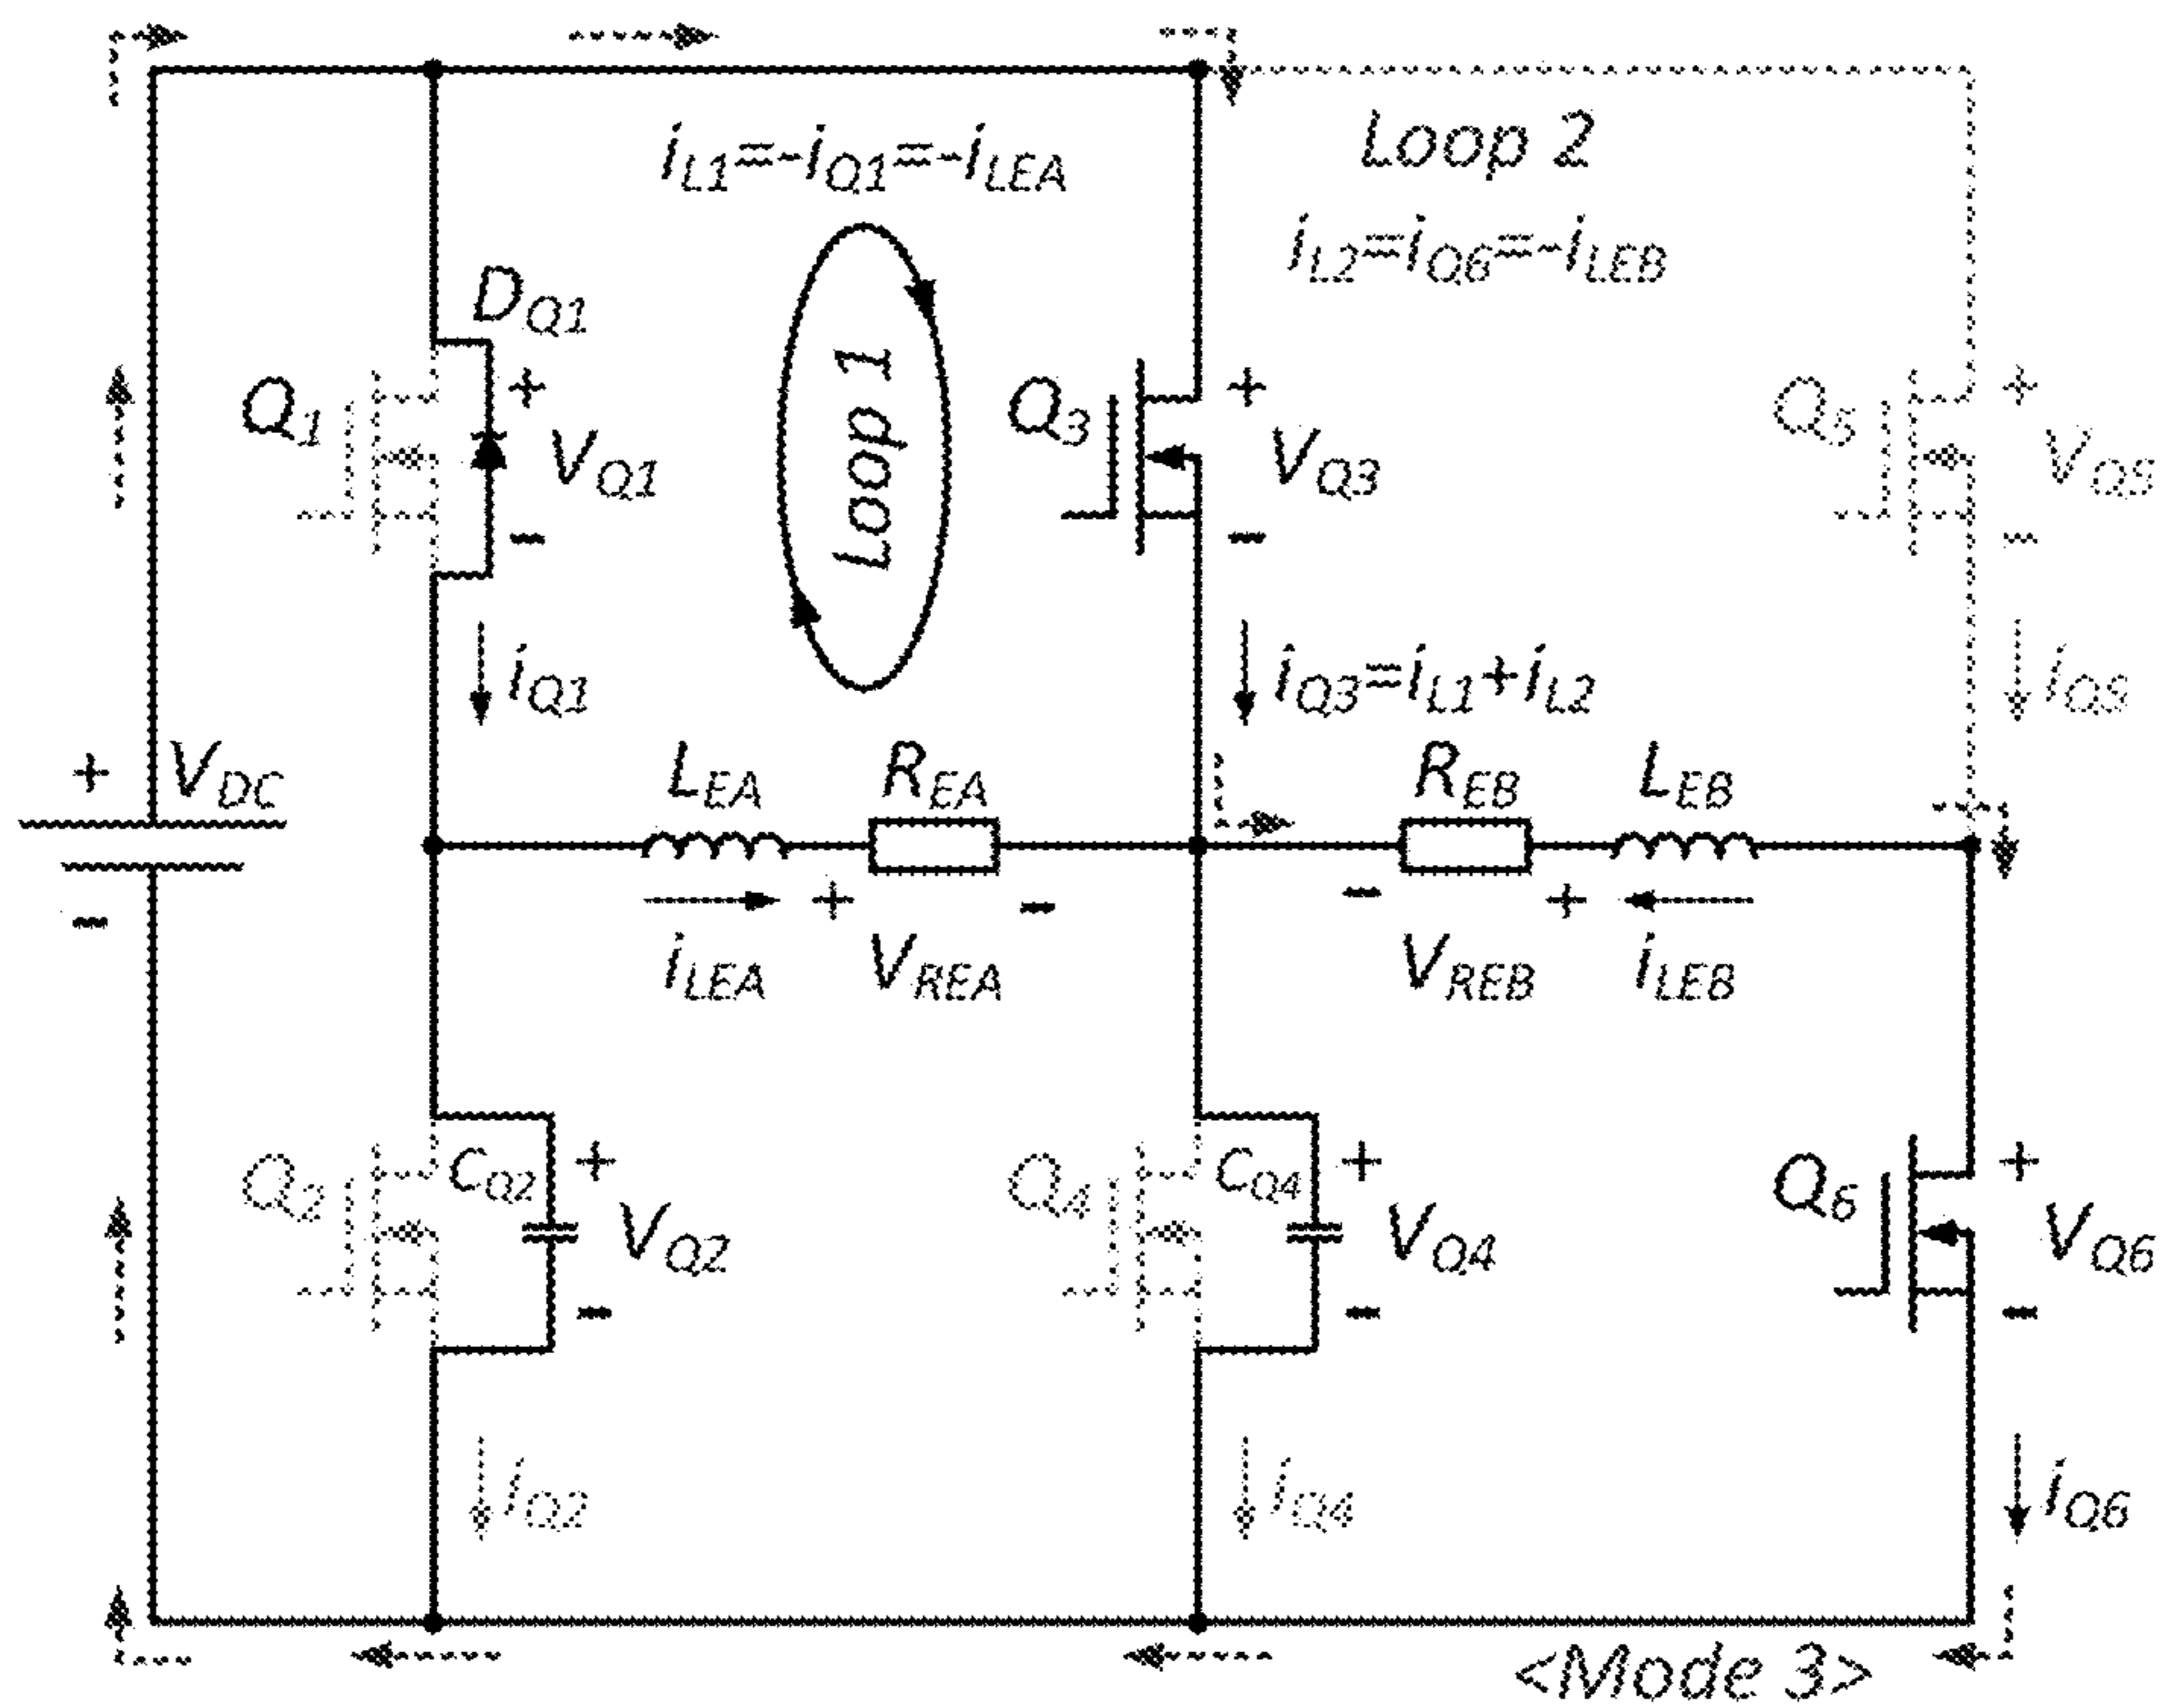 iL1=-iQ1=-iLEA
Loop 2
iL2=iQ6=-iLEB
DQ1
Q1
+
VQ1
-
Loop 1
Q3
+
VQ3
-
Q5
+
VQ5
-
iQ1
iQ3=iL1+iL2
iQ5
+
VDC
-
LEA
REA
REB
LEB
iLEA
+
VREA
-
-
VREB
+
iLEB
Q2
CQ2
+
VQ2
-
Q4
CQ4
+
VQ4
-
Q6
+
VQ6
-
iQ2
iQ4
iQ6
<Mode 3>